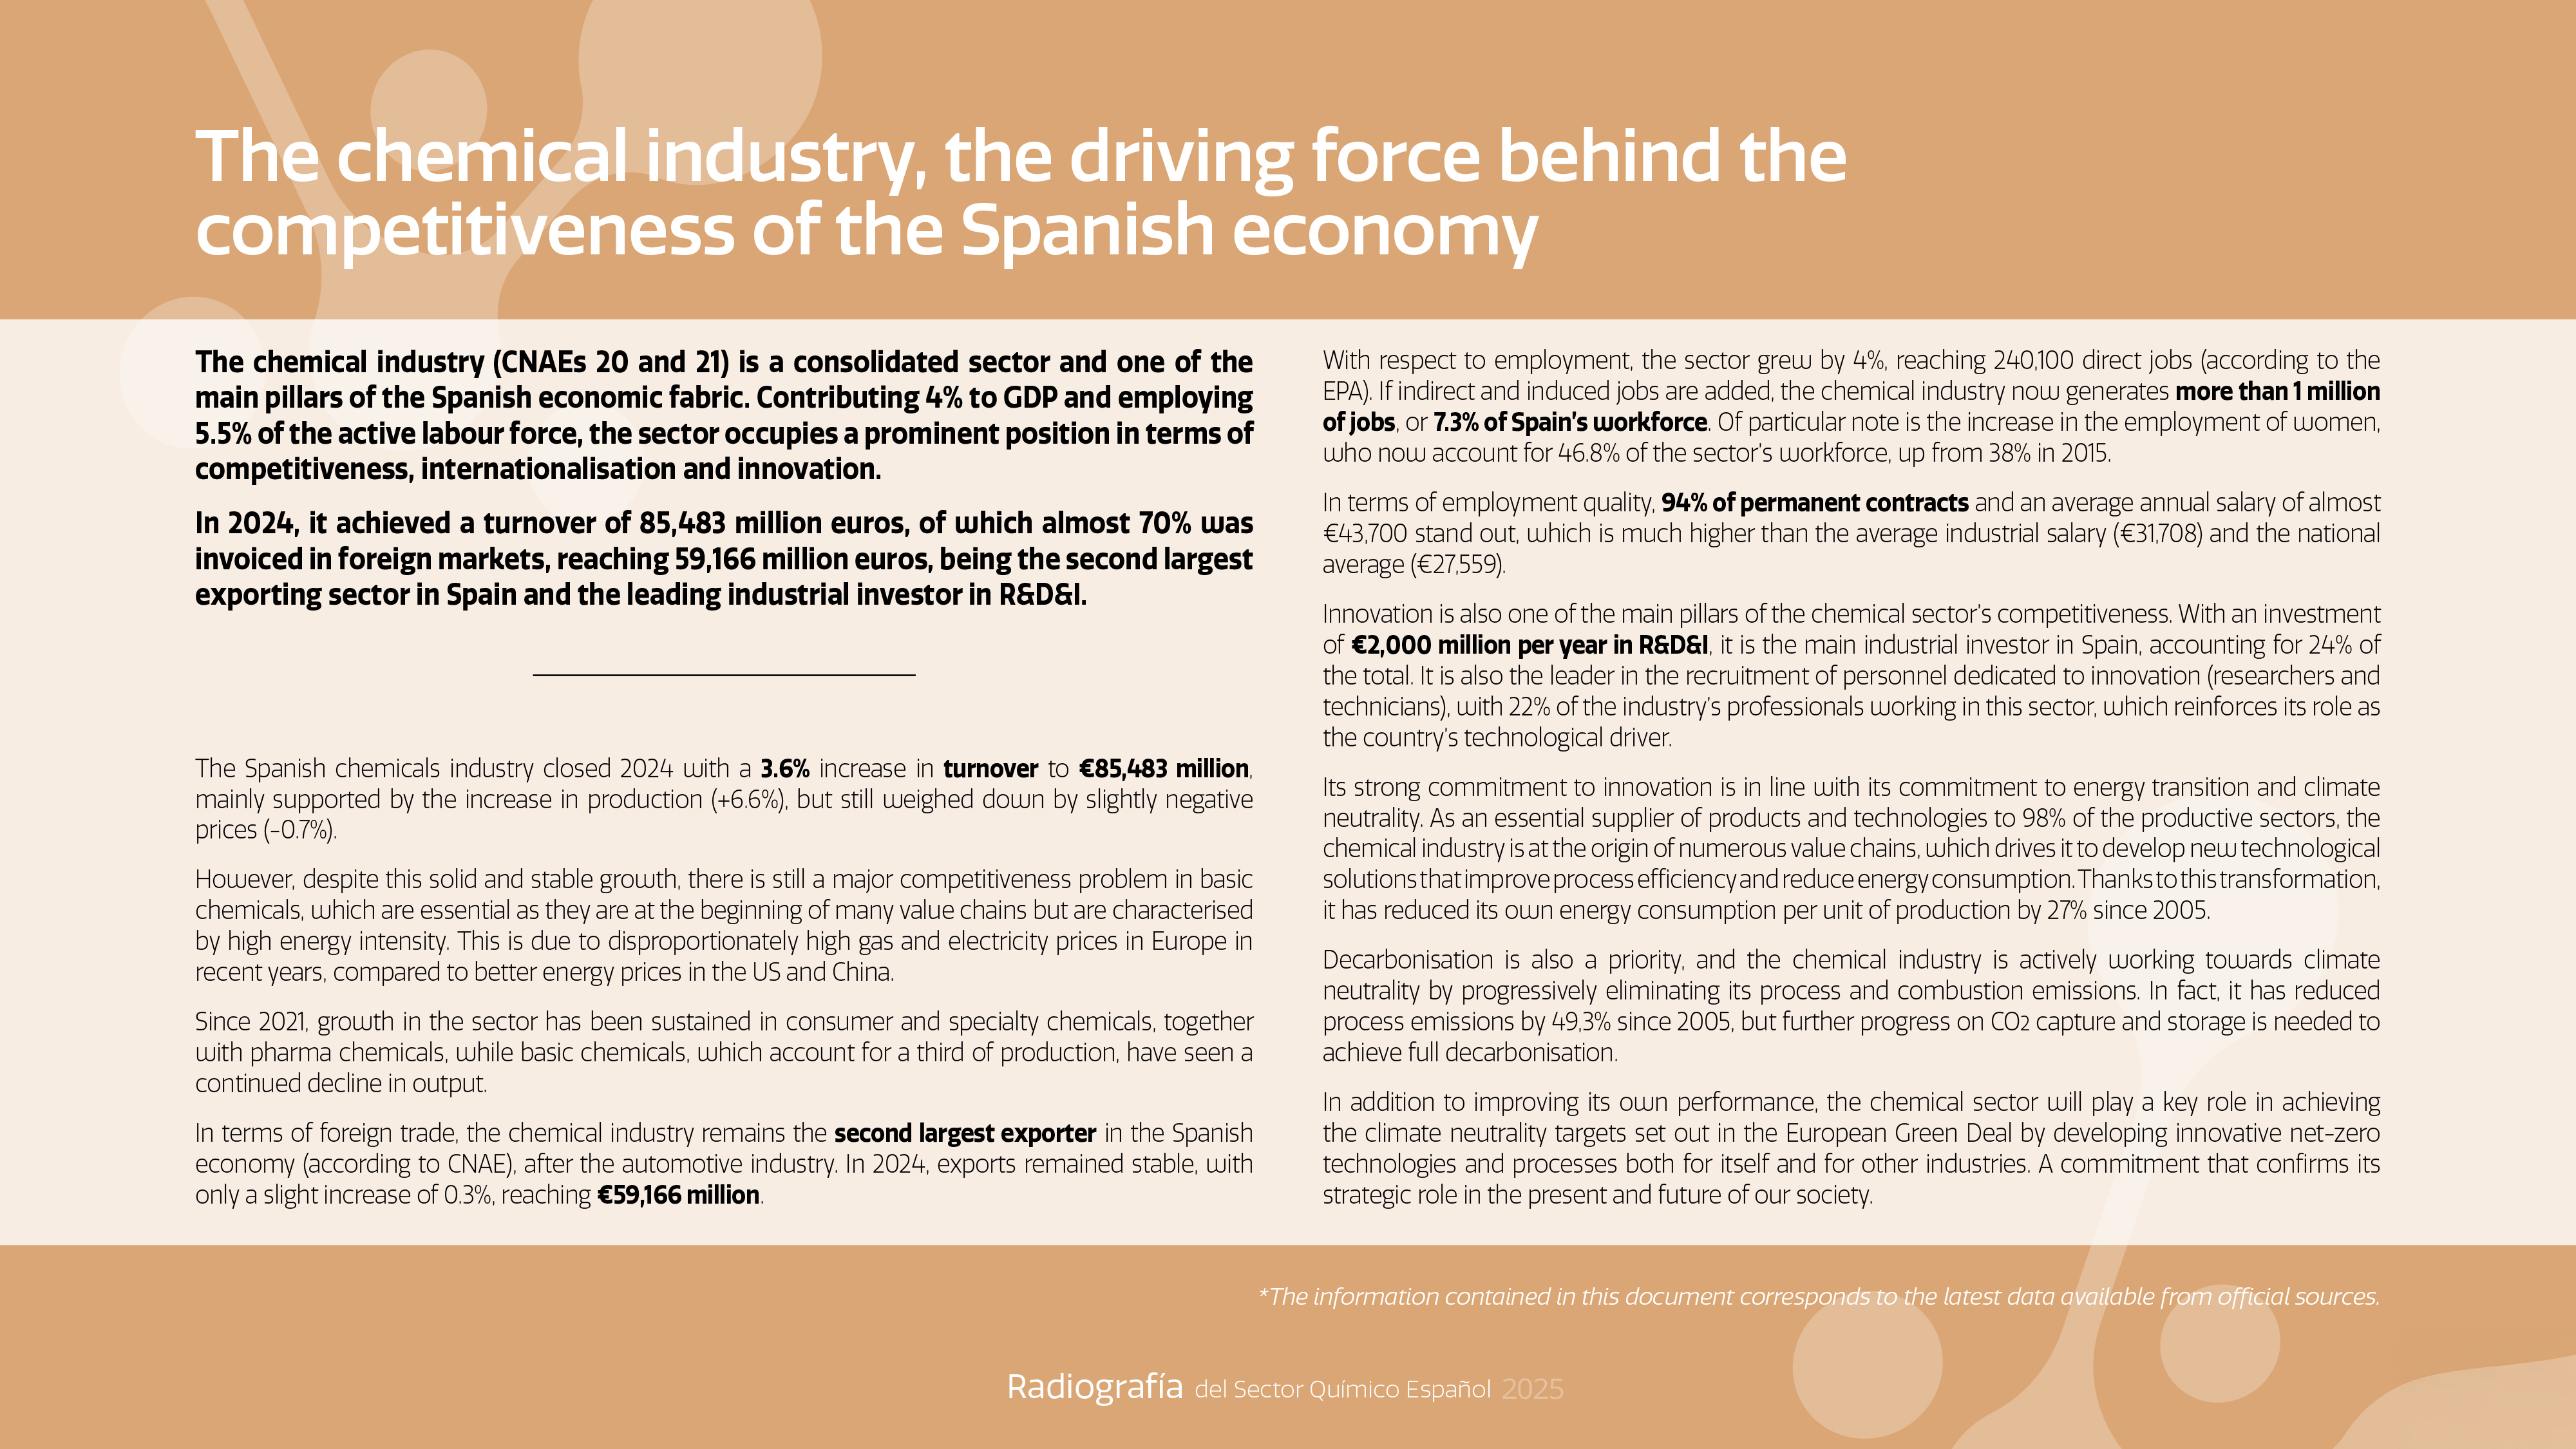 The chemical industry, the driving force behind the
competitiveness of the Spanish economy
The chemical industry (CNAEs 20 and 21) is a consolidated sector and one of the
main pillars of the Spanish economic fabric. Contributing 4% to GDP and employing
5.5% of the active labour force, the sector occupies a prominent position in terms of
competitiveness, internationalisation and innovation.
In 2024, it achieved a turnover of 85,483 million euros, of which almost 70% was
invoiced in foreign markets, reaching 59,166 million euros, being the second largest
exporting sector in Spain and the leading industrial investor in R&D&I.
The Spanish chemicals industry closed 2024 with a 3.6% increase in turnover to €85,483 million,
mainly supported by the increase in production (+6.6%), but still weighed down by slightly negative
prices (-0.7%).
However, despite this solid and stable growth, there is still a major competitiveness problem in basic
chemicals, which are essential as they are at the beginning of many value chains but are characterised
by high energy intensity. This is due to disproportionately high gas and electricity prices in Europe in
recent years, compared to better energy prices in the US and China.
Since 2021, growth in the sector has been sustained in consumer and specialty chemicals, together
with pharma chemicals, while basic chemicals, which account for a third of production, have seen a
continued decline in output.
In terms of foreign trade, the chemical industry remains the second largest exporter in the Spanish
economy (according to CNAE), after the automotive industry. In 2024, exports remained stable, with
only a slight increase of 0.3%, reaching €59,166 million.
With respect to employment, the sector grew by 4%, reaching 240,100 direct jobs (according to the
EPA). If indirect and induced jobs are added, the chemical industry now generates more than 1 million
of jobs, or 7.3% of Spain's workforce. Of particular note is the increase in the employment of women,
who now account for 46.8% of the sector's workforce, up from 38% in 2015.
In terms of employment quality, 94% of permanent contracts and an average annual salary of almost
€43,700 stand out, which is much higher than the average industrial salary (€31,708) and the national
average (€27,559).
Innovation is also one of the main pillars of the chemical sector's competitiveness. With an investment
of €2,000 million per year in R&D&I, it is the main industrial investor in Spain, accounting for 24% of
the total. It is also the leader in the recruitment of personnel dedicated to innovation (researchers and
technicians), with 22% of the industry's professionals working in this sector, which reinforces its role as
the country's technological driver.
Its strong commitment to innovation is in line with its commitment to energy transition and climate
neutrality. As an essential supplier of products and technologies to 98% of the productive sectors, the
chemical industry is at the origin of numerous value chains, which drives it to develop new technological
solutions that improve process efficiency and reduce energy consumption. Thanks to this transformation,
it has reduced its own energy consumption per unit of production by 27% since 2005.
Decarbonisation is also a priority, and the chemical industry is actively working towards climate
neutrality by progressively eliminating its process and combustion emissions. In fact, it has reduced
process emissions by 49,3% since 2005, but further progress on CO2 capture and storage is needed to
achieve full decarbonisation.
In addition to improving its own performance, the chemical sector will play a key role in achieving
the climate neutrality targets set out in the European Green Deal by developing innovative net-zero
technologies and processes both for itself and for other industries. A commitment that confirms its
strategic role in the present and future of our society.
*The information contained in this document corresponds to the latest data available from official sources.
Radiografía del Sector Químico Español 2025